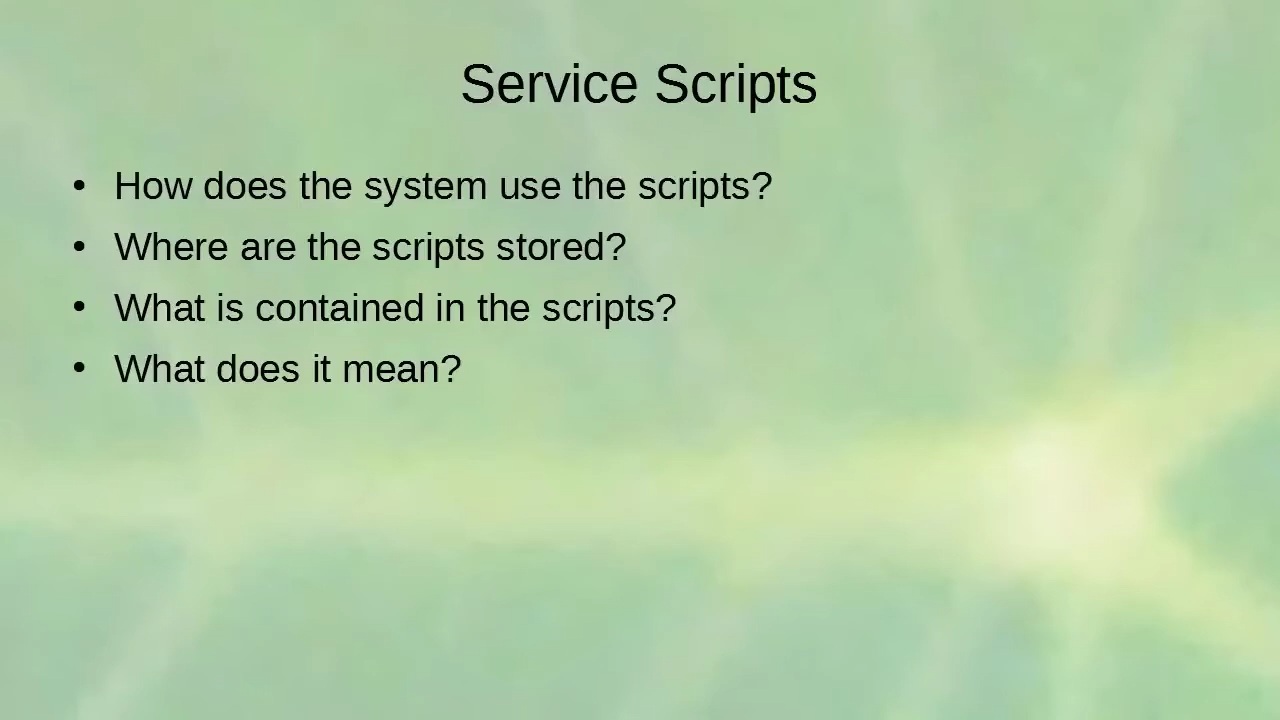 Service Scripts
• How does the system use the scripts?
• Where are the scripts stored?
• What is contained in the scripts?
• What does it mean?